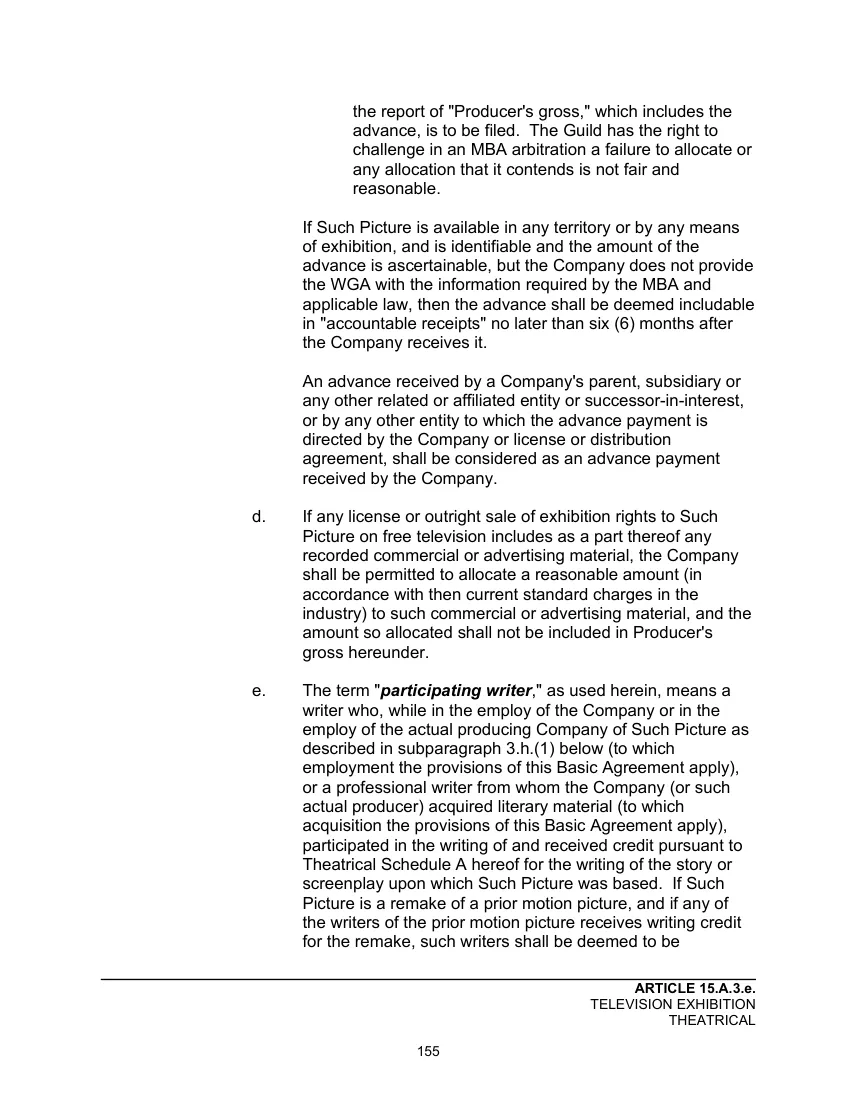 the report of "Producer's gross," which includes the
advance, is to be filed.  The Guild has the right to
challenge in an MBA arbitration a failure to allocate or
any allocation that it contends is not fair and
reasonable.
If Such Picture is available in any territory or by any means
of exhibition, and is identifiable and the amount of the
advance is ascertainable, but the Company does not provide
the WGA with the information required by the MBA and
applicable law, then the advance shall be deemed includable
in "accountable receipts" no later than six (6) months after
the Company receives it.
An advance received by a Company's parent, subsidiary or
any other related or affiliated entity or successor-in-interest,
or by any other entity to which the advance payment is
directed by the Company or license or distribution
agreement, shall be considered as an advance payment
received by the Company.
d. If any license or outright sale of exhibition rights to Such
Picture on free television includes as a part thereof any
recorded commercial or advertising material, the Company
shall be permitted to allocate a reasonable amount (in
accordance with then current standard charges in the
industry) to such commercial or advertising material, and the
amount so allocated shall not be included in Producer's
gross hereunder.
e. The term "participating writer," as used herein, means a
writer who, while in the employ of the Company or in the
employ of the actual producing Company of Such Picture as
described in subparagraph 3.h.(1) below (to which
employment the provisions of this Basic Agreement apply),
or a professional writer from whom the Company (or such
actual producer) acquired literary material (to which
acquisition the provisions of this Basic Agreement apply),
participated in the writing of and received credit pursuant to
Theatrical Schedule A hereof for the writing of the story or
screenplay upon which Such Picture was based.  If Such
Picture is a remake of a prior motion picture, and if any of
the writers of the prior motion picture receives writing credit
for the remake, such writers shall be deemed to be
ARTICLE 15.A.3.e.
TELEVISION EXHIBITION
THEATRICAL
155